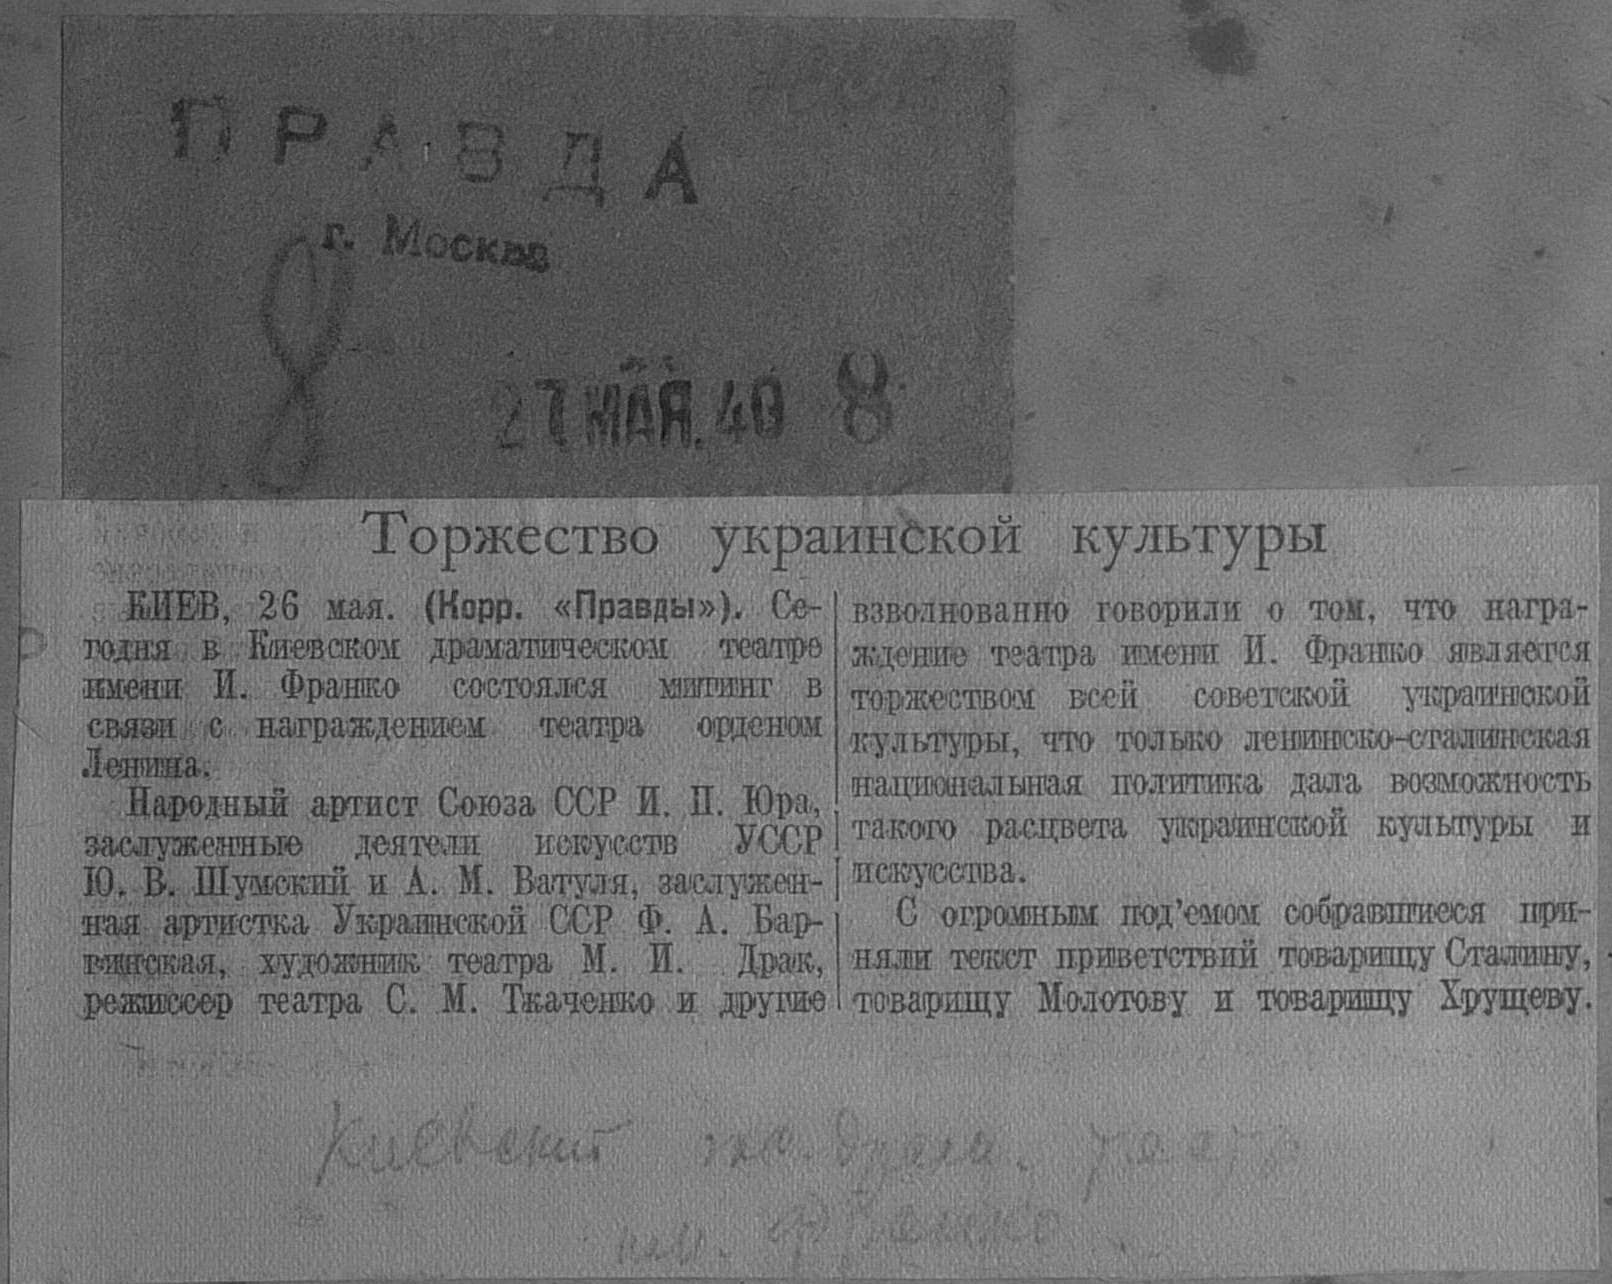 ПРАВДА
г. Москва
27 МАЯ. 40 8
Торжество украинской культуры
КИЕВ, 26 мая. (Корр. «Правды»). Се-
годня в Киевском драматическом театре
имени И. Франко состоялся митинг в
связи с награждением театра орденом
Ленина.
Народный артист Союза ССР И. П. Юра,
заслуженные деятели искусств УССР
Ю. В. Шумский и А. М. Ватуля, заслужен-
ная артистка Украинской ССР Ф. А. Бар-
винская, художник театра М. И. Драк,
режиссер театра С. М. Ткаченко и другие
взволнованно говорили о том, что награ-
ждение театра имени И. Франко является
торжеством всей советской украинской
культуры, что только ленинско-сталинская
национальная политика дала возможность
такого расцвета украинской культуры и
искусства.
С огромным под'емом собравшиеся при-
няли текст приветствий товарищу Сталину,
товарищу Молотову и товарищу Хрущеву.
Киевский драм. театр
им. Франко